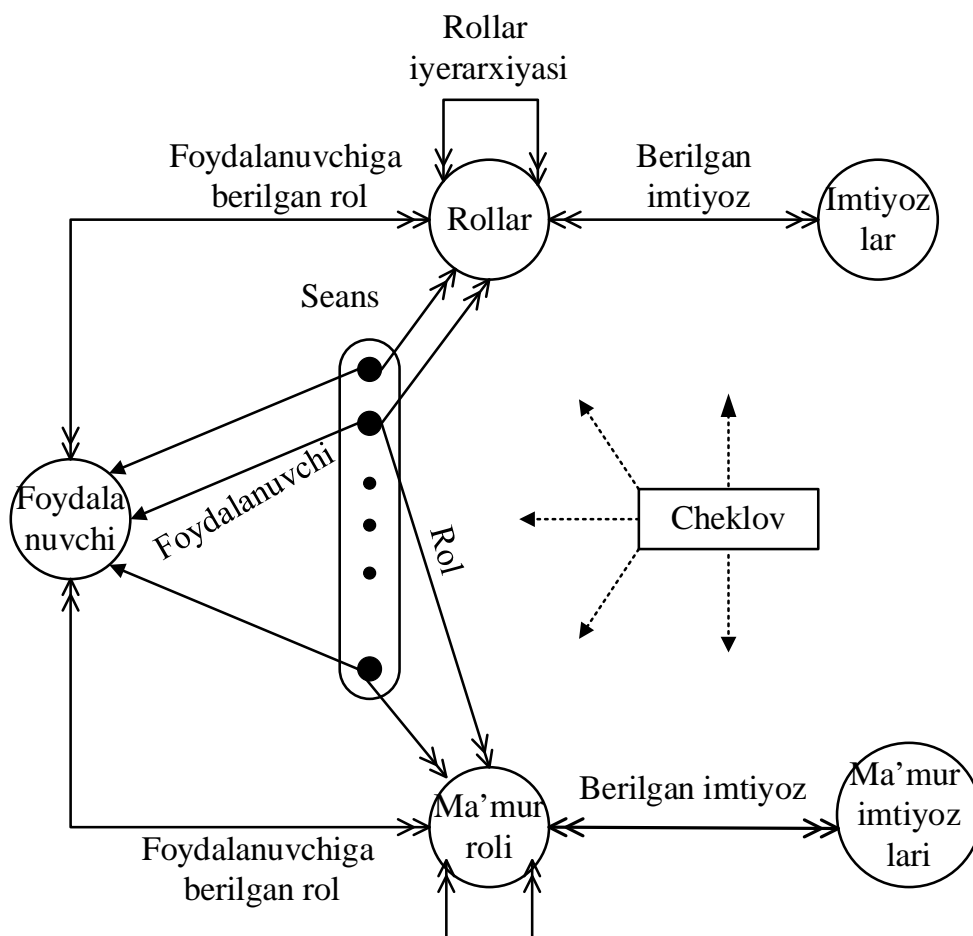 Rollar
iyerarxiyasi
Foydalanuvchiga
berilgan rol
Berilgan
imtiyoz
Rollar
Imtiyoz
lar
Seans
Foydala
nuvchi
Foydalanuvchi
Rol
Cheklov
Ma’mur
roli
Berilgan imtiyoz
Ma’mur
imtiyoz
lari
Foydalanuvchiga
berilgan rol